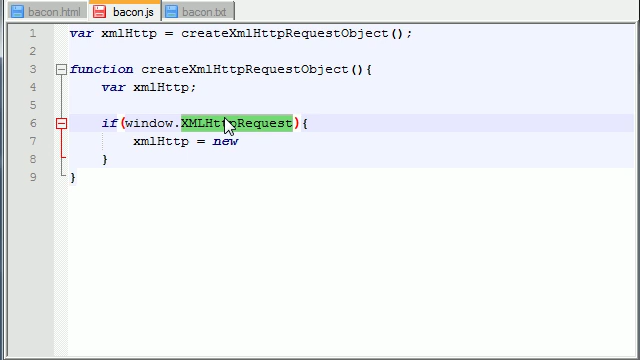 bacon.html bacon.js bacon.txt
1 var xmlHttp = createXmlHttpRequestObject();
2
3 function createXmlHttpRequestObject(){
4 var xmlHttp;
5
6 if(window.XMLHttpRequest){
7 xmlHttp = new
8 }
9 }